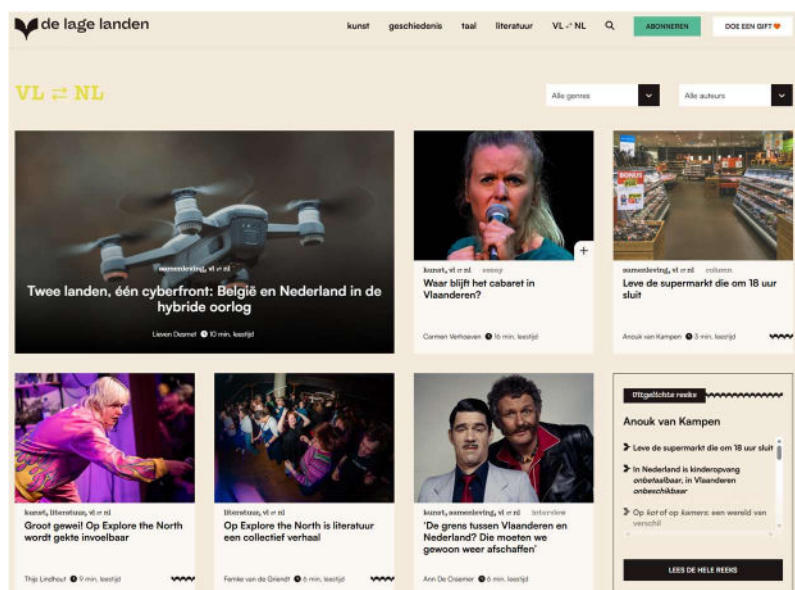 de lage landen
kunst geschiedenis taal literatuur VL ⇄ NL ABONNEREN DOE EEN GIFT
VL ⇄ NL
Alle genres Alle auteurs
samenleving, vl ⇄ nl
Twee landen, één cyberfront: België en Nederland in de
hybride oorlog
Lieven Desmet 10 min. leestijd
BONUS
kunst, vl ⇄ nl essay
Waar blijft het cabaret in
Vlaanderen?
Carmen Verhoeven 16 min. leestijd
samenleving, vl ⇄ nl column
Leve de supermarkt die om 18 uur
sluit
Anouk van Kampen 3 min. leestijd
kunst, literatuur, vl ⇄ nl
Groot gewei! Op Explore the North
wordt gekte invoelbaar
Thijs Lindhout 9 min. leestijd
literatuur, vl ⇄ nl
Op Explore the North is literatuur
een collectief verhaal
Femke van de Griendt 6 min. leestijd
kunst, samenleving, vl ⇄ nl interview
'De grens tussen Vlaanderen en
Nederland? Die moeten we
gewoon weer afschaffen'
Ann De Craemer 6 min. leestijd
Uitgelichte reeks
Anouk van Kampen
Leve de supermarkt die om 18 uur sluit
In Nederland is kinderopvang
onbetaalbaar, in Vlaanderen
onbeschikbaar
Op kot of op kamers: een wereld van
verschil
LEES DE HELE REEKS